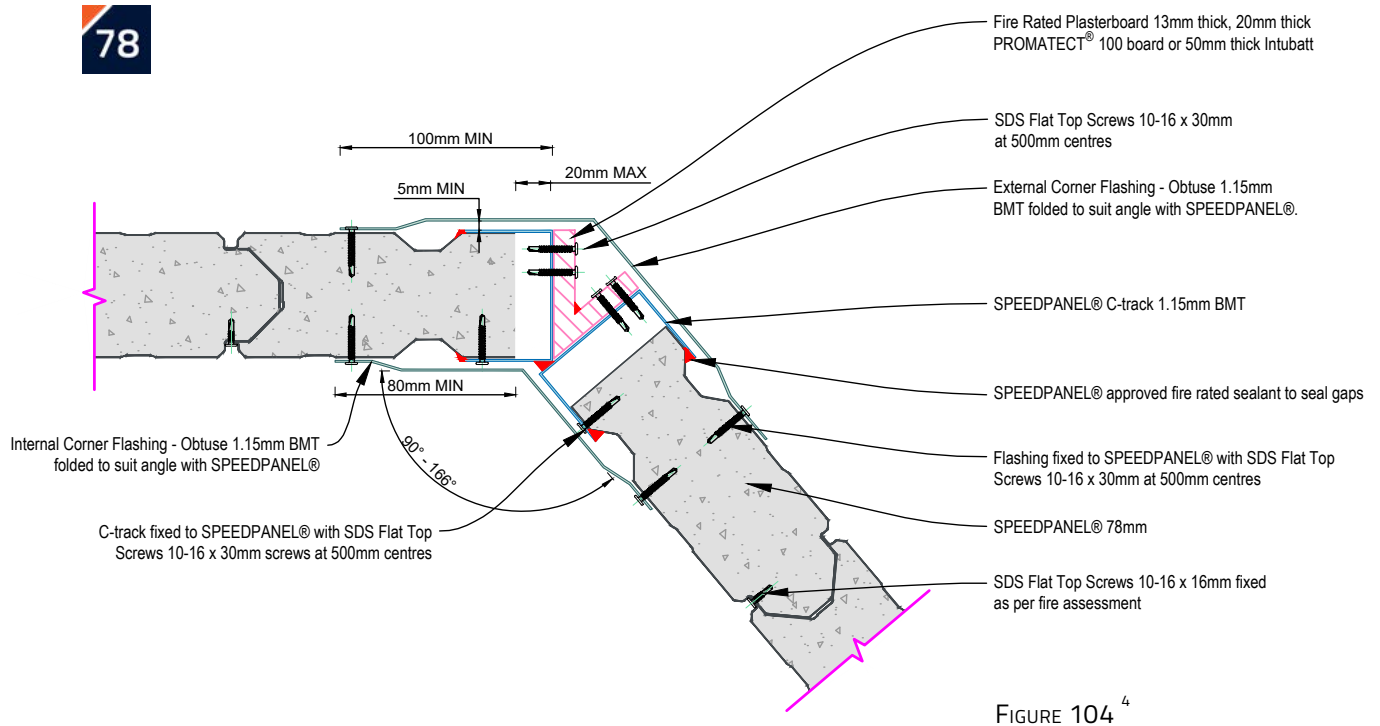 78
Fire Rated Plasterboard 13mm thick, 20mm thick
PROMATECT® 100 board or 50mm thick Intubatt
SDS Flat Top Screws 10-16 x 30mm
at 500mm centres
External Corner Flashing - Obtuse 1.15mm
BMT folded to suit angle with SPEEDPANEL®.
SPEEDPANEL® C-track 1.15mm BMT
SPEEDPANEL® approved fire rated sealant to seal gaps
Flashing fixed to SPEEDPANEL® with SDS Flat Top
Screws 10-16 x 30mm at 500mm centres
SPEEDPANEL® 78mm
SDS Flat Top Screws 10-16 x 16mm fixed
as per fire assessment
100mm MIN
20mm MAX
5mm MIN
80mm MIN
90° - 166°
Internal Corner Flashing - Obtuse 1.15mm BMT
folded to suit angle with SPEEDPANEL®
C-track fixed to SPEEDPANEL® with SDS Flat Top
Screws 10-16 x 30mm screws at 500mm centres
FIGURE 104 4